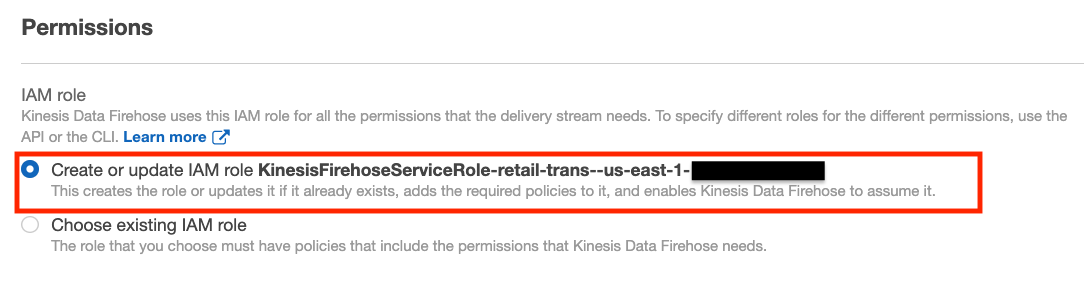 Permissions
IAM role
Kinesis Data Firehose uses this IAM role for all the permissions that the delivery stream needs. To specify different roles for the different permissions, use the
API or the CLI. Learn more
Create or update IAM role KinesisFirehoseServiceRole-retail-trans--us-east-1-
This creates the role or updates it if it already exists, adds the required policies to it, and enables Kinesis Data Firehose to assume it.
Choose existing IAM role
The role that you choose must have policies that include the permissions that Kinesis Data Firehose needs.